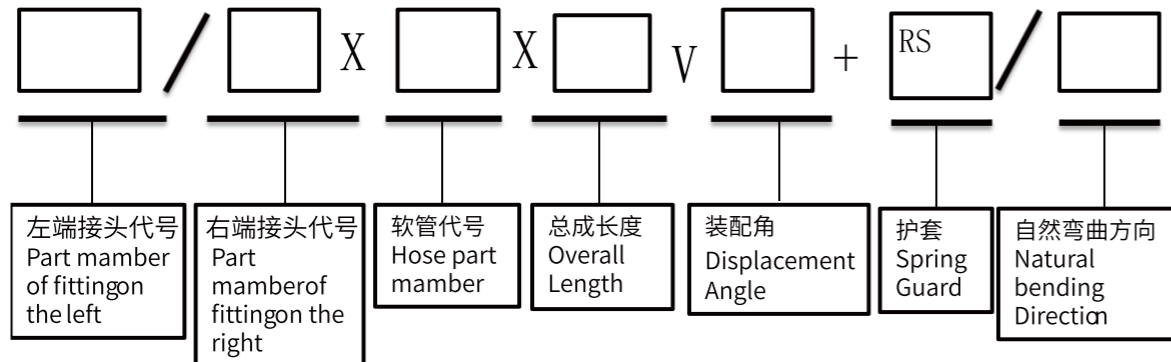 / X X V + RS /
左端接头代号
Part mamber
of fittingon
the left
右端接头代号
Part
mamberof
fittingon the
right
软管代号
Hose part
mamber
总成长度
Overall
Length
装配角
Displacement
Angle
护套
Spring
Guard
自然弯曲方向
Natural
bending
Direction